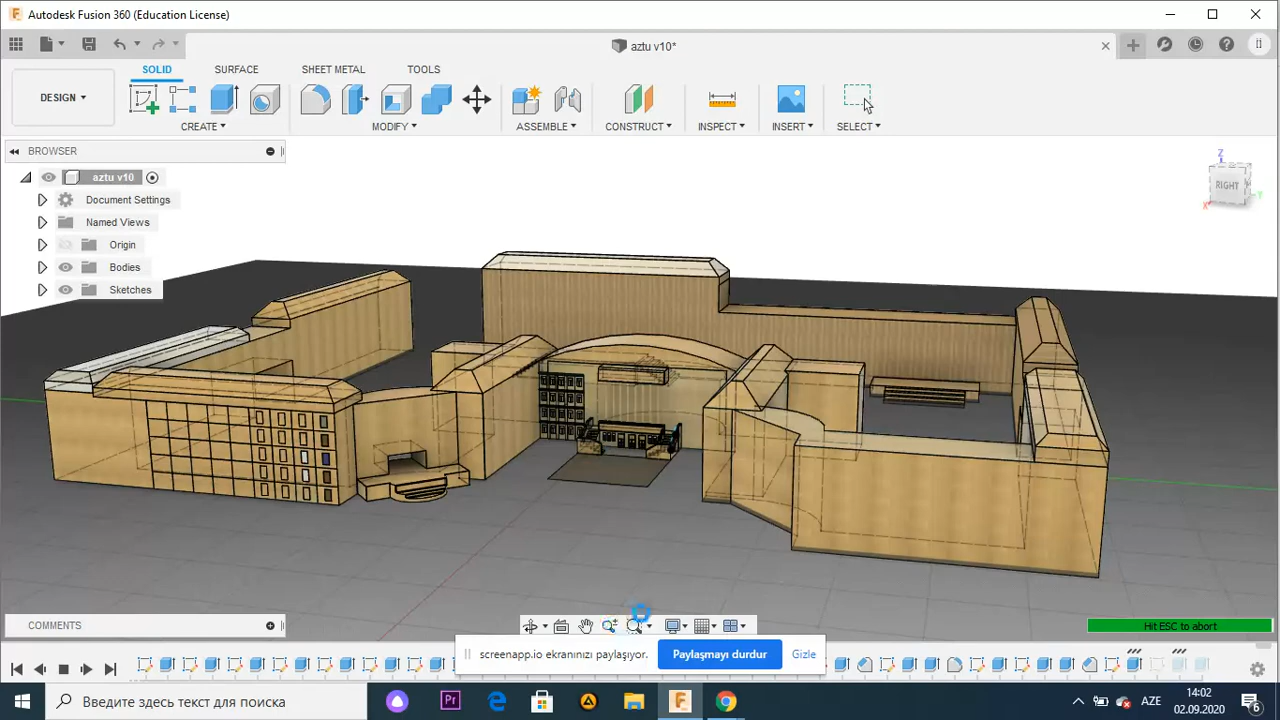 Autodesk Fusion 360 (Education License)
aztu v10*
DESIGN
SOLID
SURFACE
SHEET METAL
TOOLS
CREATE
MODIFY
ASSEMBLE
CONSTRUCT
INSPECT
INSERT
SELECT
BROWSER
aztu v10
Document Settings
Named Views
Origin
Bodies
Sketches
Z
RIGHT
X
Y
COMMENTS
Hit ESC to abort
screenapp.io ekranınızı paylaşıyor.
Paylaşmayı durdur
Gizle
Введите здесь текст для поиска
Pr
AZE
14:02
02.09.2020
6